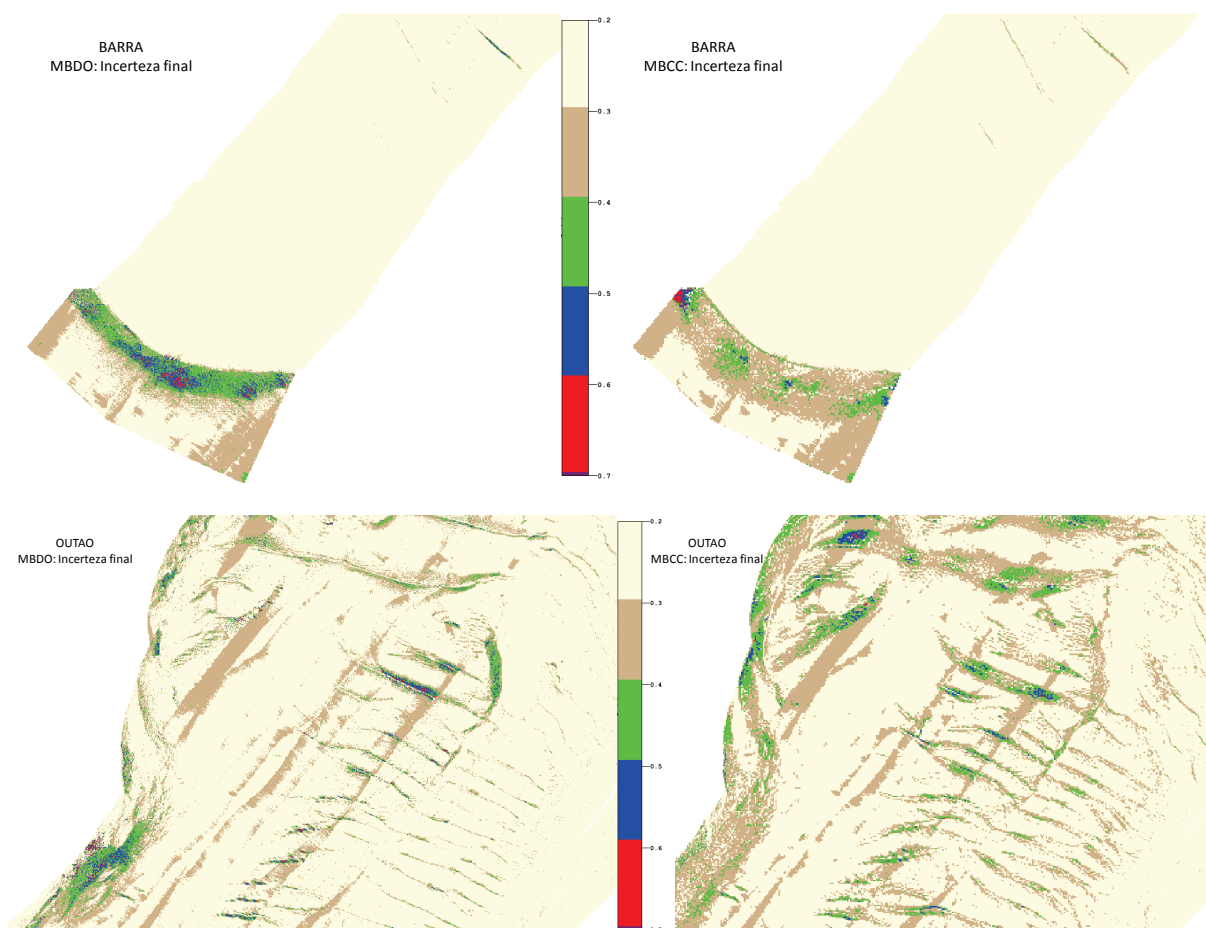 BARRA
MBDO: Incerteza final
0.2
0.3
0.4
0.5
0.6
0.7
BARRA
MBCC: Incerteza final
OUTAO
MBDO: Incerteza final
0.2
0.3
0.4
0.5
0.6
OUTAO
MBCC: Incerteza final